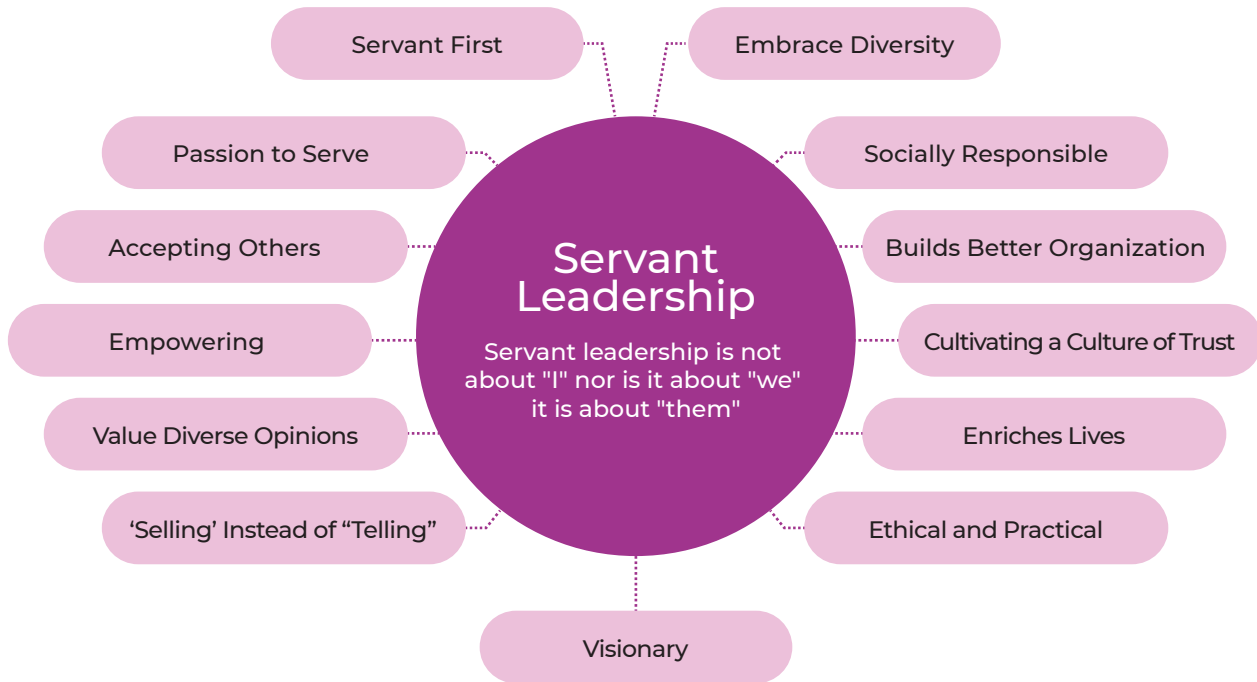 Servant First
Embrace Diversity
Passion to Serve
Socially Responsible
Accepting Others
Builds Better Organization
Servant
Leadership
Servant leadership is not
about "I" nor is it about "we"
it is about "them"
Empowering
Cultivating a Culture of Trust
Value Diverse Opinions
Enriches Lives
‘Selling’ Instead of “Telling”
Ethical and Practical
Visionary